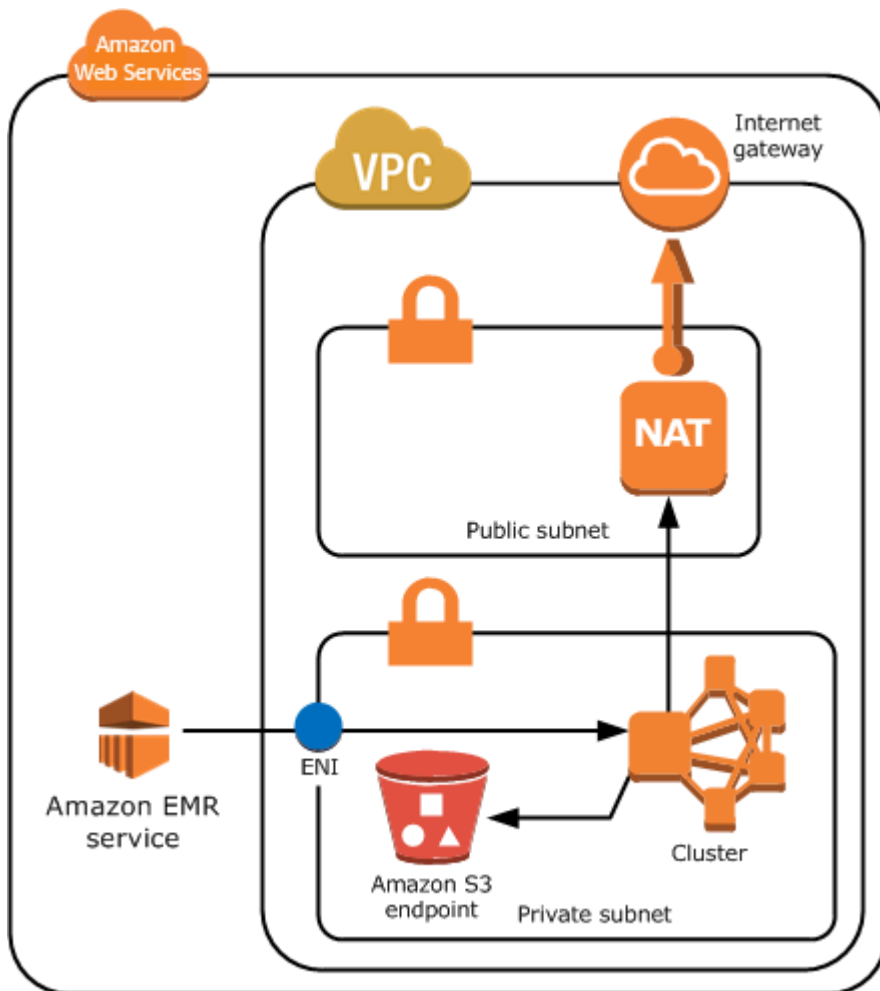 Amazon
Web Services
Internet
gateway
VPC
NAT
Public subnet
ENI
Amazon EMR
service
Cluster
Amazon S3
endpoint
Private subnet